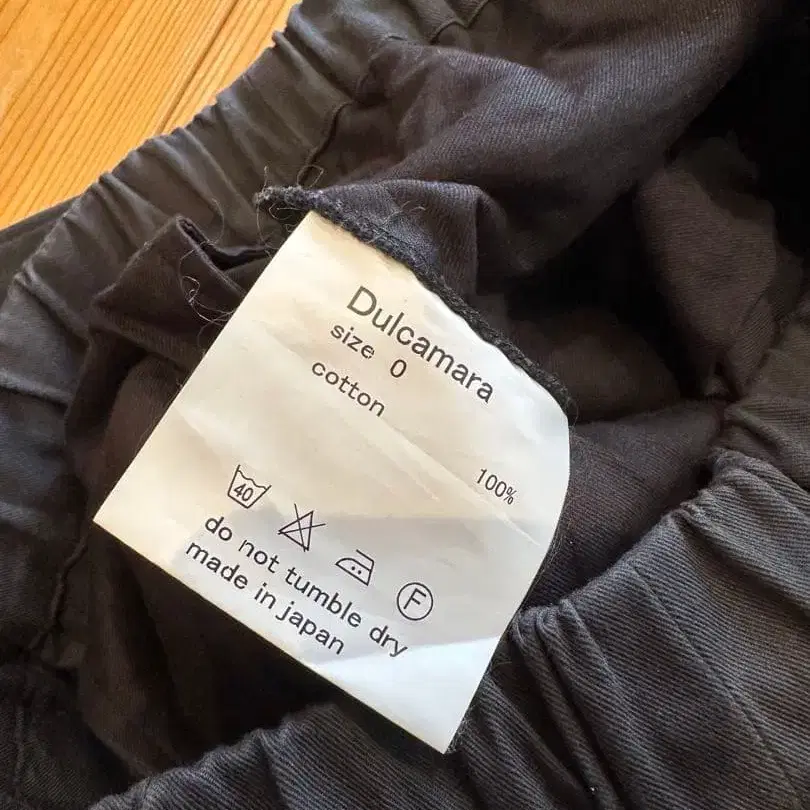 Dulcamara
size 0
cotton
100%
40
F
do not tumble dry
made in japan